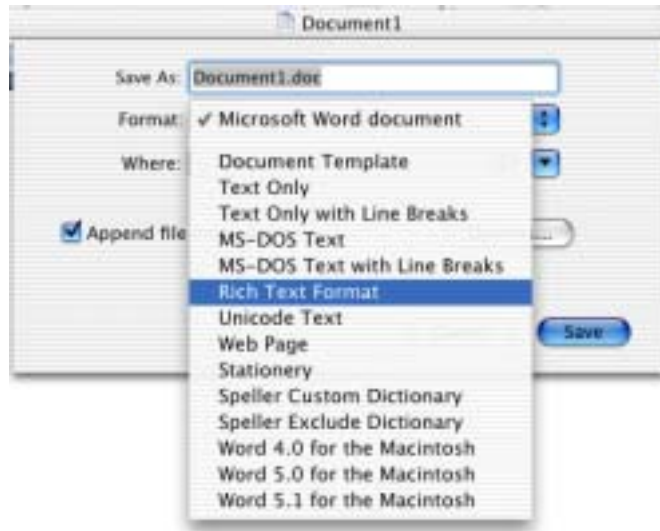 Document1
Save As: Document1.doc
Format: ✓ Microsoft Word document
Where:
Document Template
Text Only
Text Only with Line Breaks
Append file
MS-DOS Text
MS-DOS Text with Line Breaks
Rich Text Format
Unicode Text
Save
Web Page
Stationery
Speller Custom Dictionary
Speller Exclude Dictionary
Word 4.0 for the Macintosh
Word 5.0 for the Macintosh
Word 5.1 for the Macintosh